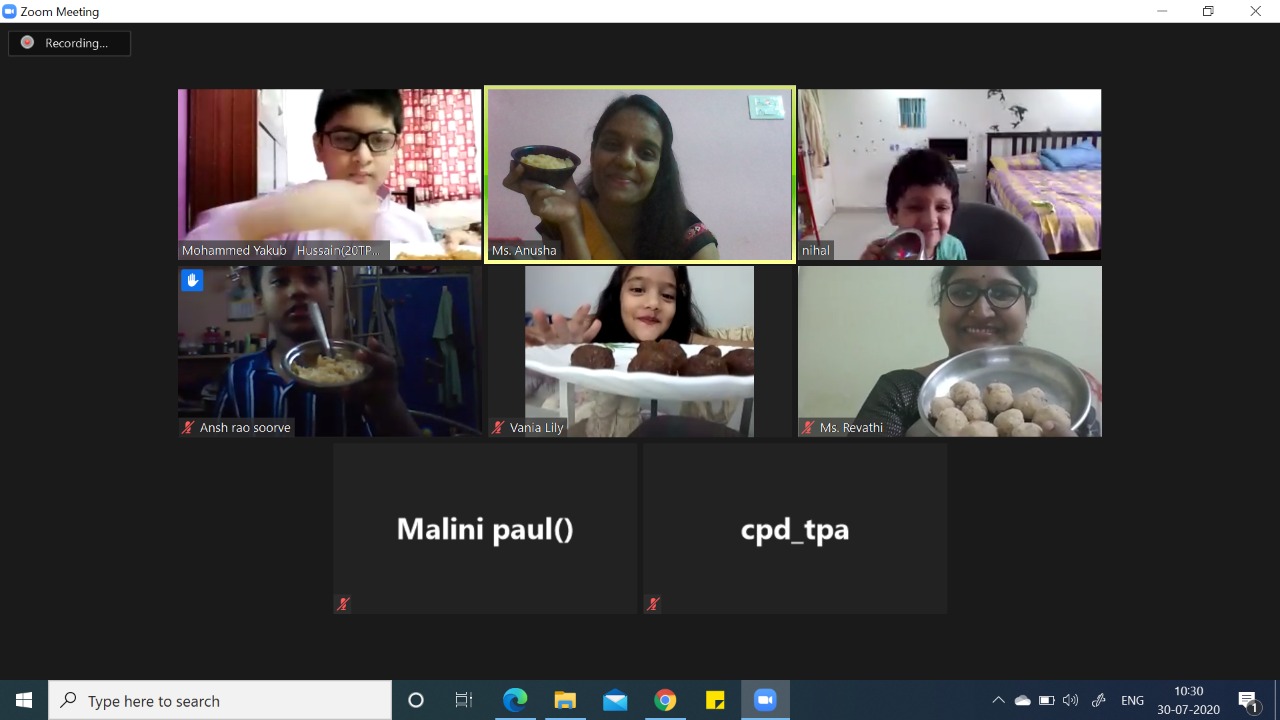 Zoom Meeting
Recording...
Mohammed Yakub Hussain(20TP...
Ms. Anusha
nihal
Ansh rao soorve
Vania Lily
Ms. Revathi
Malini paul()
cpd_tpa
Type here to search
ENG
10:30
30-07-2020
1